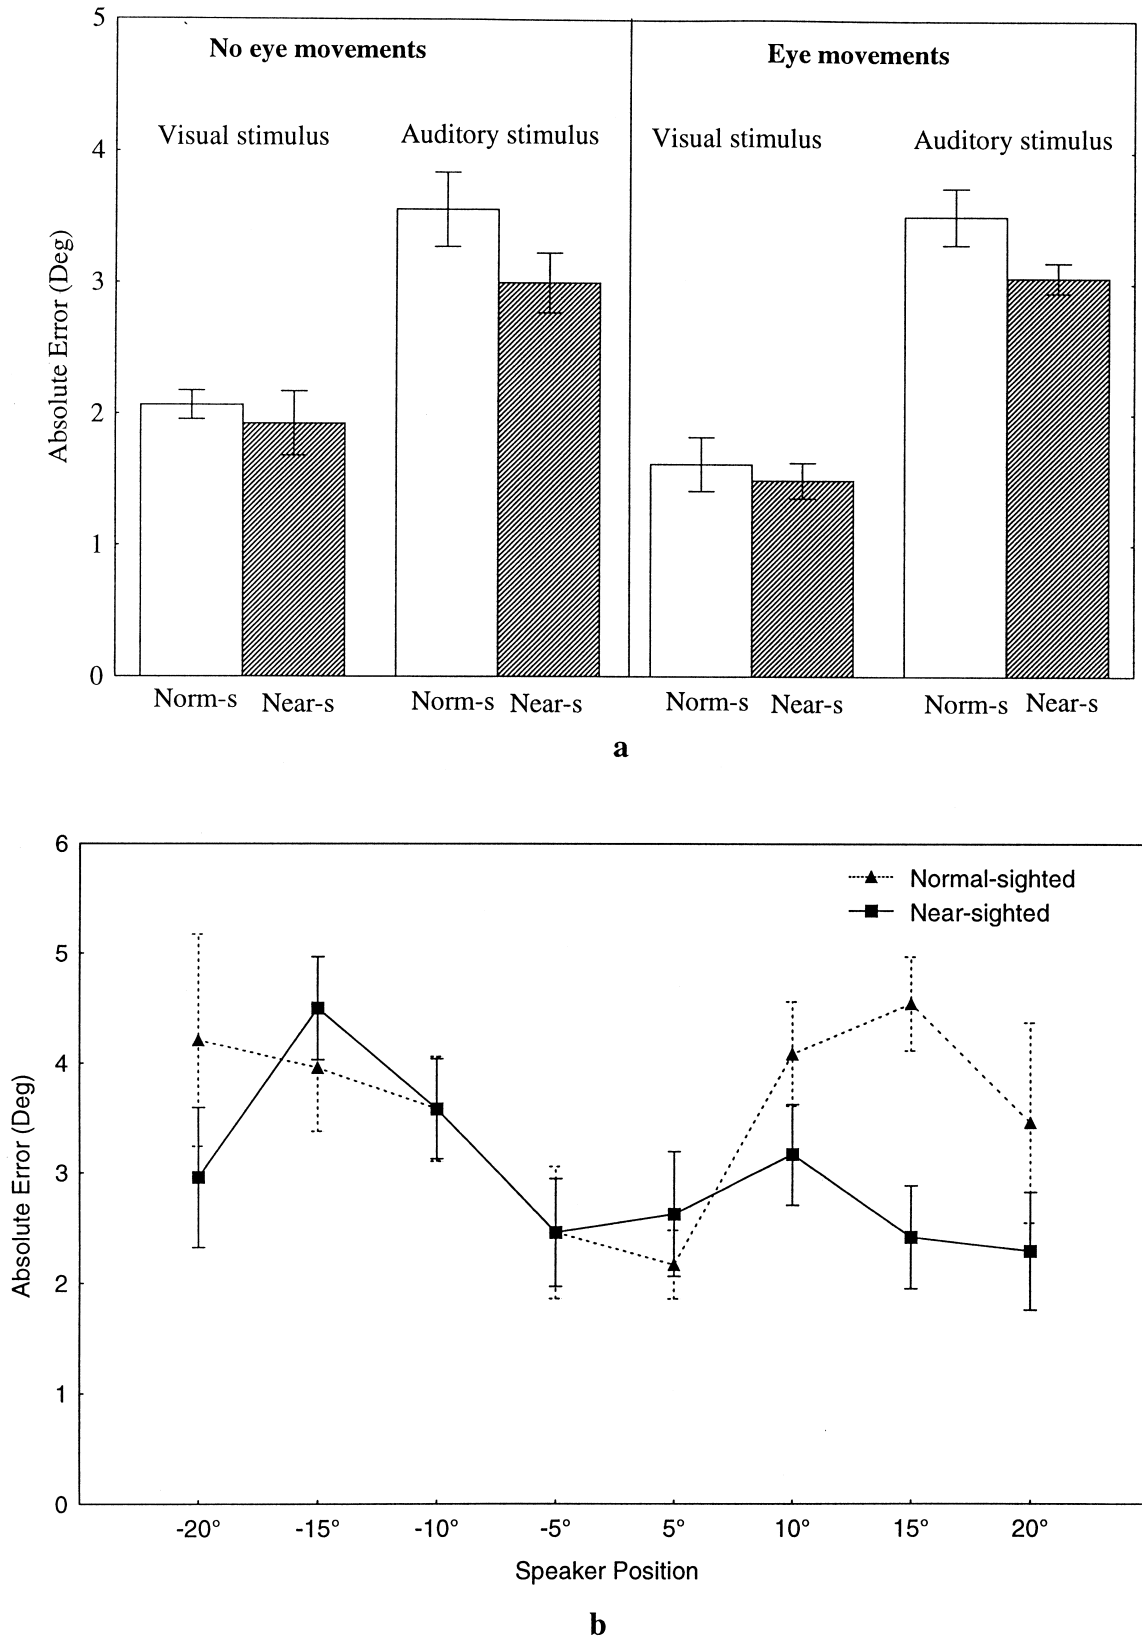 5
No eye movements
Eye movements
Visual stimulus
Auditory stimulus
Visual stimulus
Auditory stimulus
4
3
2
1
0
Absolute Error (Deg)
Norm-s Near-s
Norm-s Near-s
Norm-s Near-s
Norm-s Near-s
a
6
Normal-sighted
Near-sighted
5
4
3
2
1
0
Absolute Error (Deg)
-20° -15° -10° -5° 5° 10° 15° 20°
Speaker Position
b